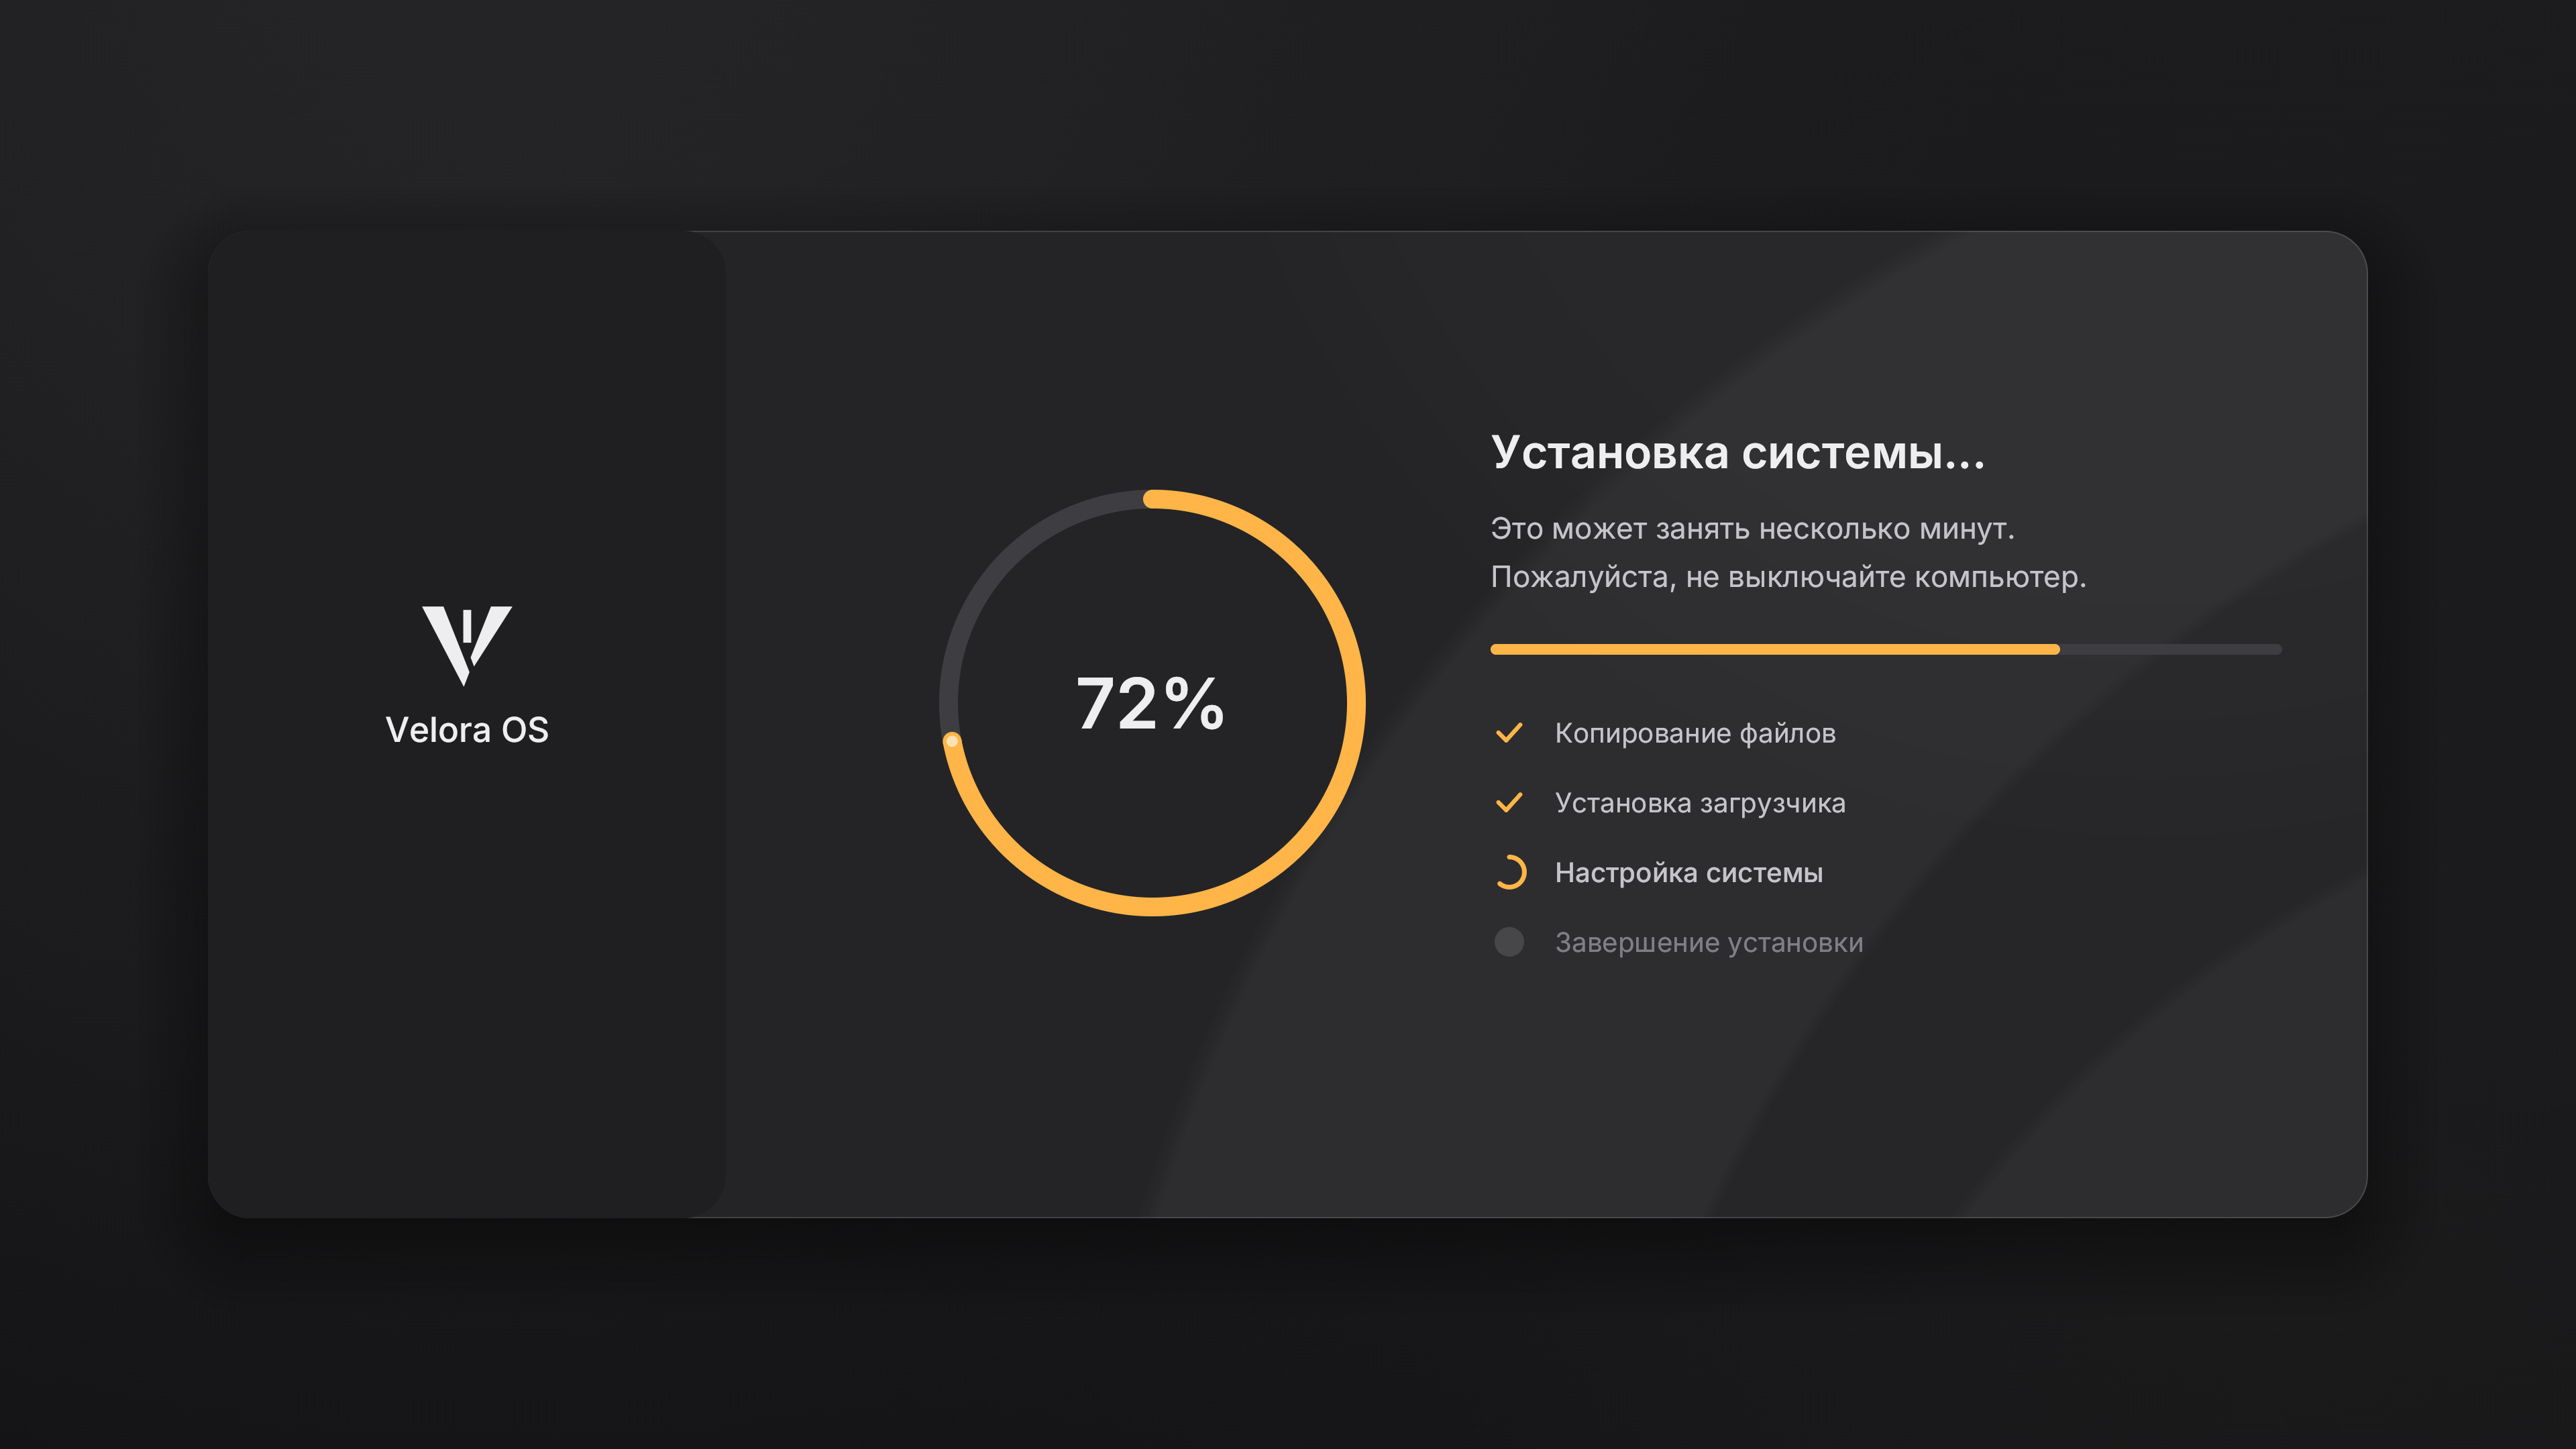 Velora OS
72%
Установка системы...
Это может занять несколько минут.
Пожалуйста, не выключайте компьютер.
Копирование файлов
Установка загрузчика
Настройка системы
Завершение установки